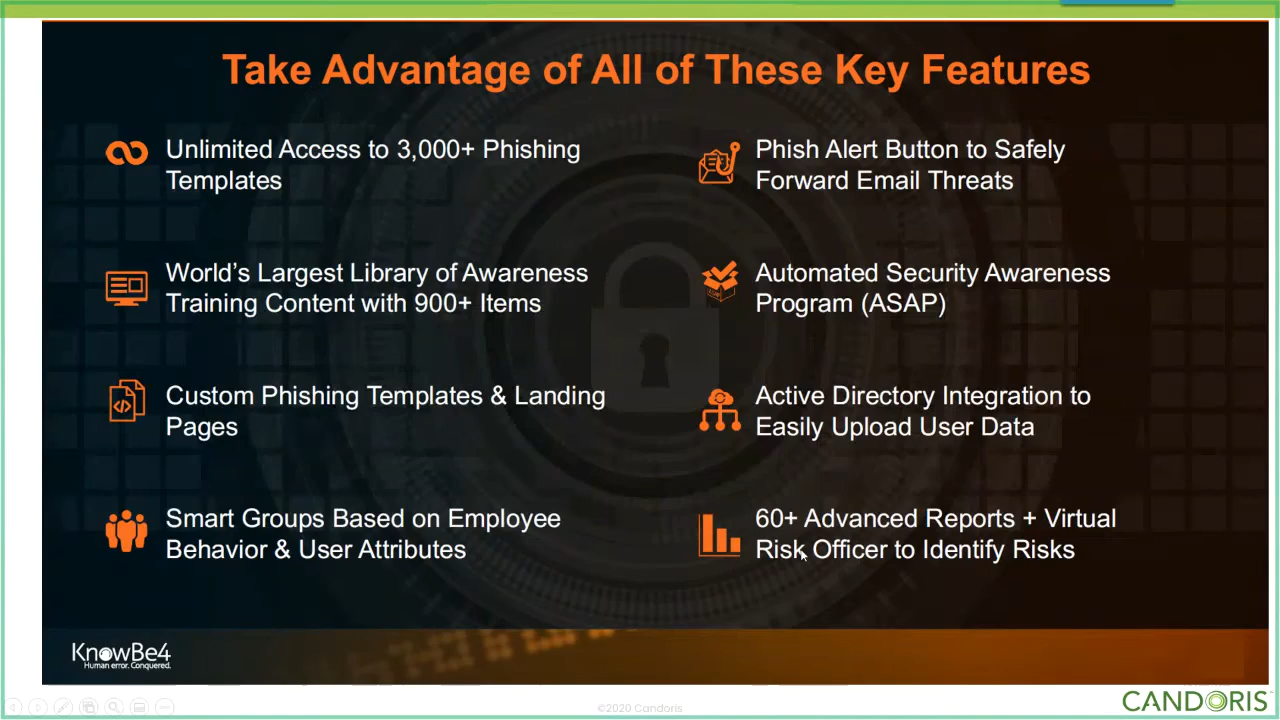 Take Advantage of All of These Key Features
Unlimited Access to 3,000+ Phishing
Templates
World’s Largest Library of Awareness
Training Content with 900+ Items
Custom Phishing Templates & Landing
Pages
Smart Groups Based on Employee
Behavior & User Attributes
Phish Alert Button to Safely
Forward Email Threats
Automated Security Awareness
Program (ASAP)
Active Directory Integration to
Easily Upload User Data
60+ Advanced Reports + Virtual
Risk Officer to Identify Risks
KnowBe4
Human error. Conquered.
©2020 Candoris
CANDORIS